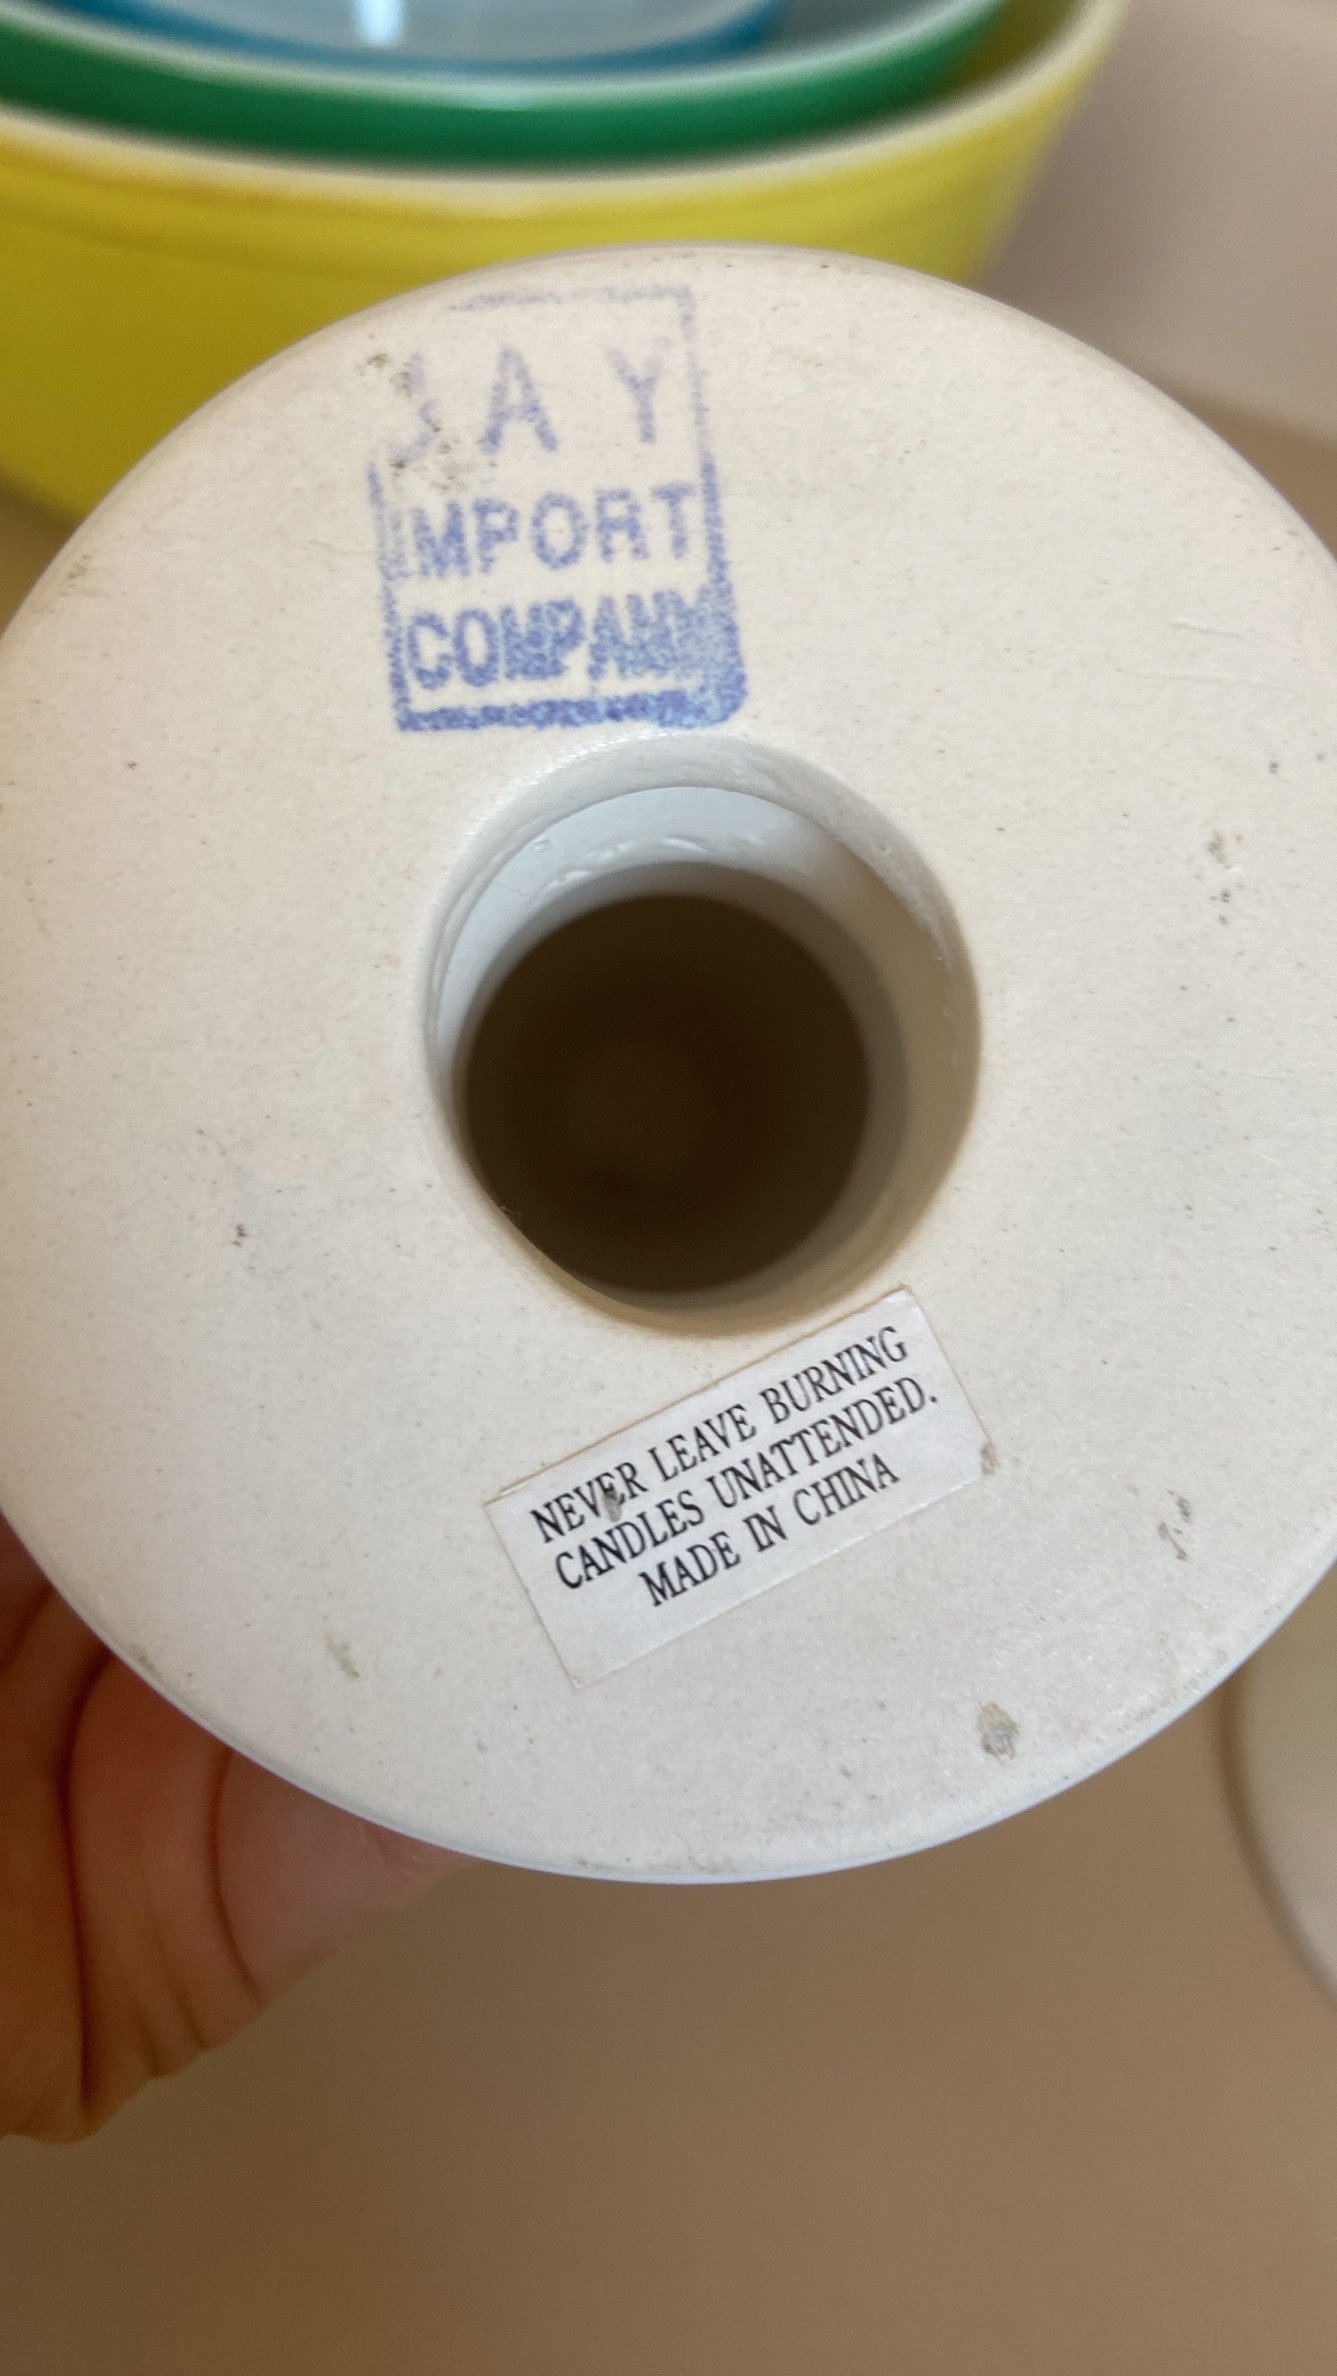 JAY
IMPORT
COMPANY
NEVER LEAVE BURNING
CANDLES UNATTENDED.
MADE IN CHINA